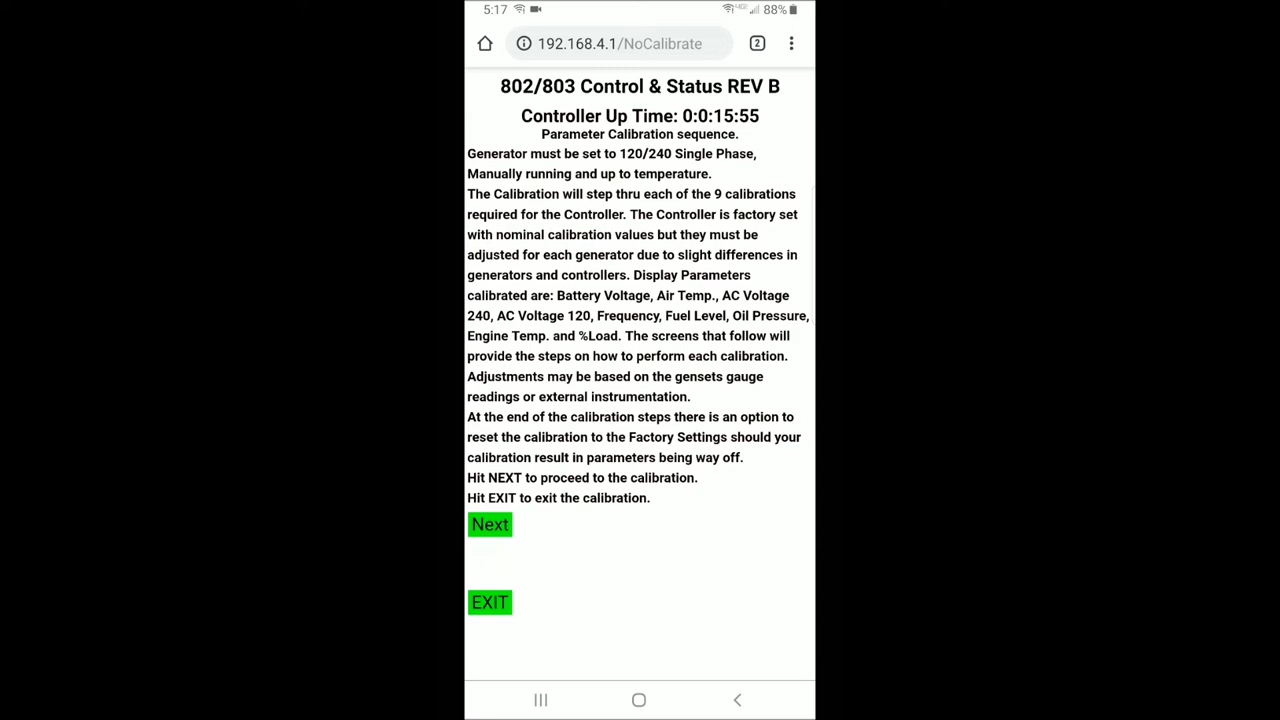 5:17
88%
192.168.4.1/NoCalibrate
2
802/803 Control & Status REV B
Controller Up Time: 0:0:15:55
Parameter Calibration sequence.
Generator must be set to 120/240 Single Phase,
Manually running and up to temperature.
The Calibration will step thru each of the 9 calibrations
required for the Controller. The Controller is factory set
with nominal calibration values but they must be
adjusted for each generator due to slight differences in
generators and controllers. Display Parameters
calibrated are: Battery Voltage, Air Temp., AC Voltage
240, AC Voltage 120, Frequency, Fuel Level, Oil Pressure,
Engine Temp. and %Load. The screens that follow will
provide the steps on how to perform each calibration.
Adjustments may be based on the gensets gauge
readings or external instrumentation.
At the end of the calibration steps there is an option to
reset the calibration to the Factory Settings should your
calibration result in parameters being way off.
Hit NEXT to proceed to the calibration.
Hit EXIT to exit the calibration.
Next
EXIT